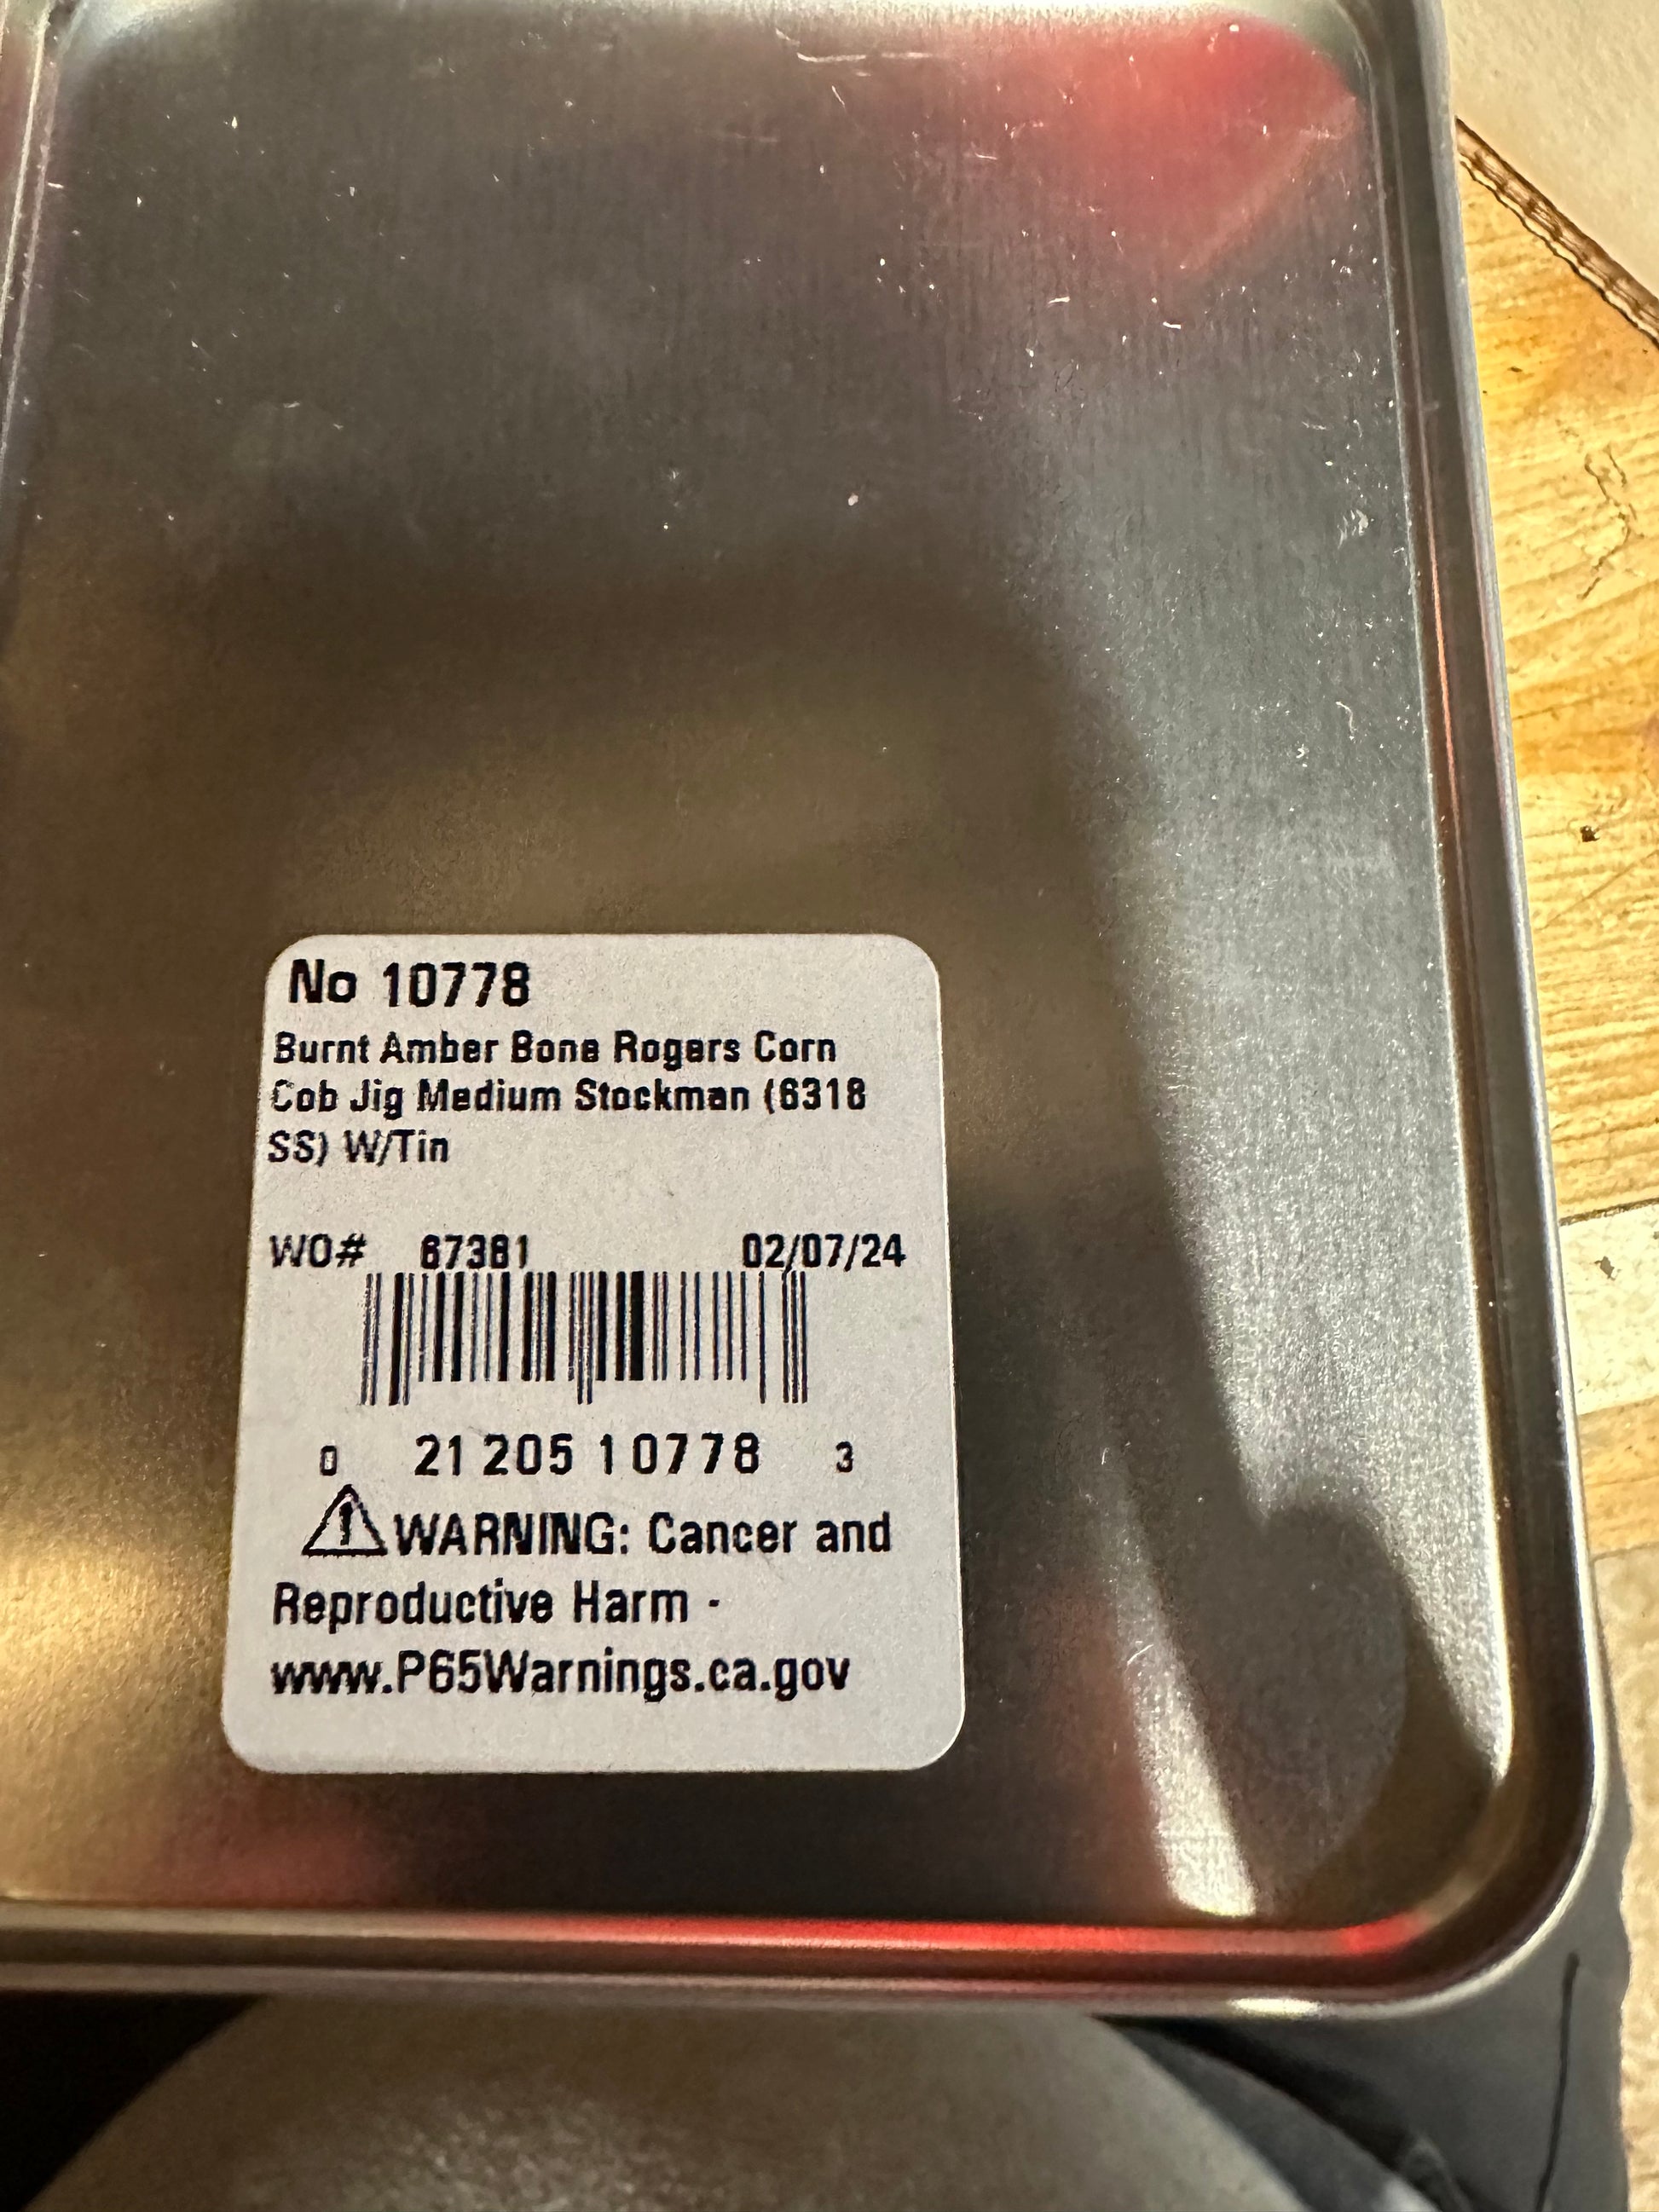 No 10778
Burnt Amber Bone Rogers Corn
Cob Jig Medium Stockman (6318
SS) W/Tin
WO# 67381 02/07/24
0 21205 10778 3
WARNING: Cancer and
Reproductive Harm -
www.P65Warnings.ca.gov